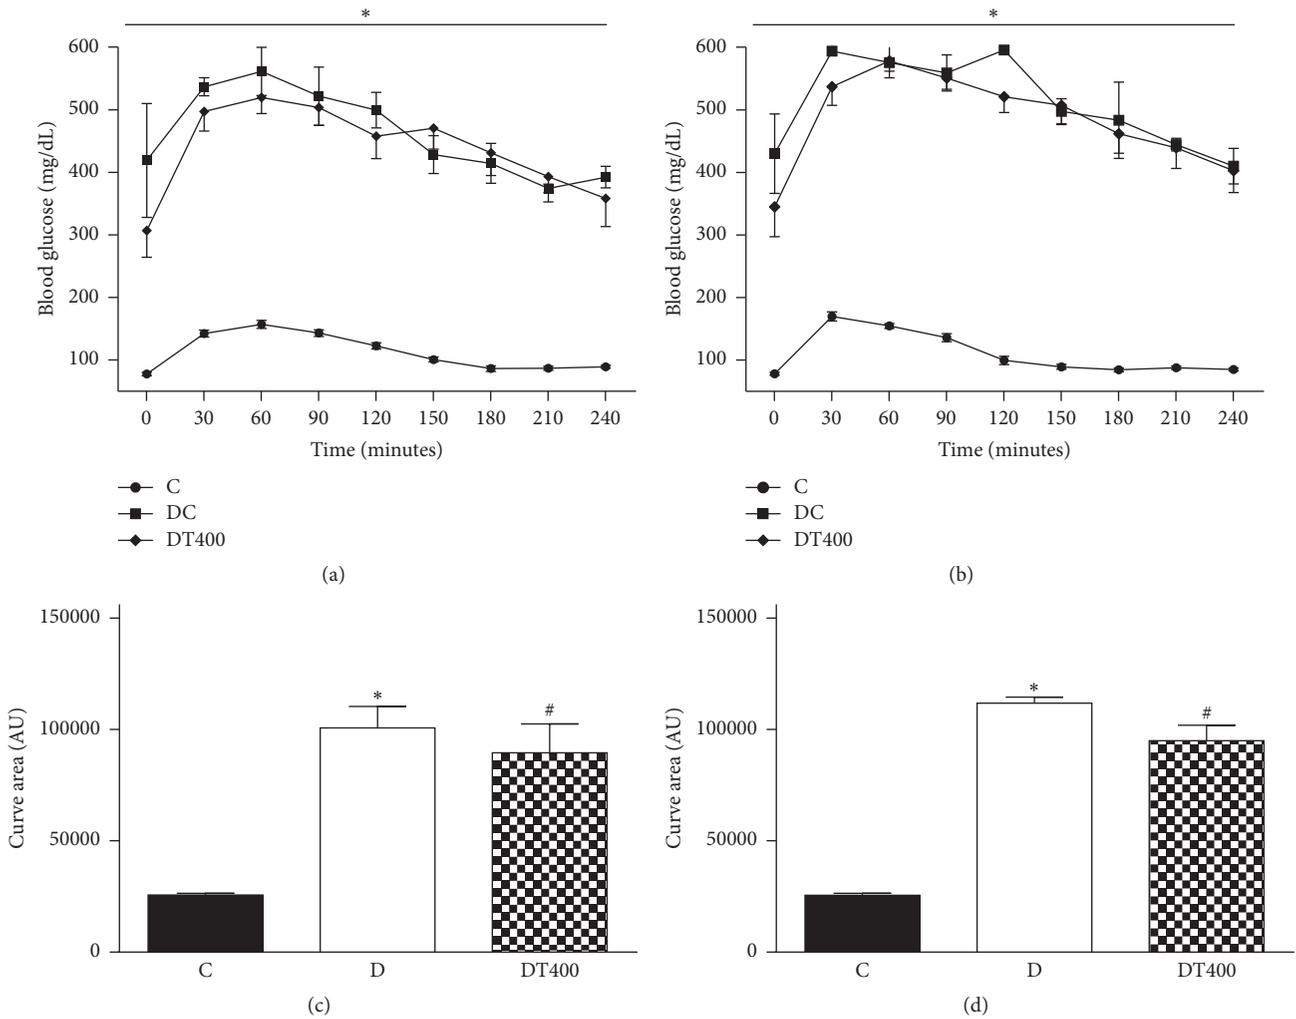 *
600
500
400
300
200
100
Blood glucose (mg/dL)
0 30 60 90 120 150 180 210 240
Time (minutes)
C
DC
DT400
(a)
*
600
500
400
300
200
100
Blood glucose (mg/dL)
0 30 60 90 120 150 180 210 240
Time (minutes)
C
DC
DT400
(b)
150000
100000
50000
0
Curve area (AU)
*
#
C D DT400
(c)
150000
100000
50000
0
Curve area (AU)
*
#
C D DT400
(d)